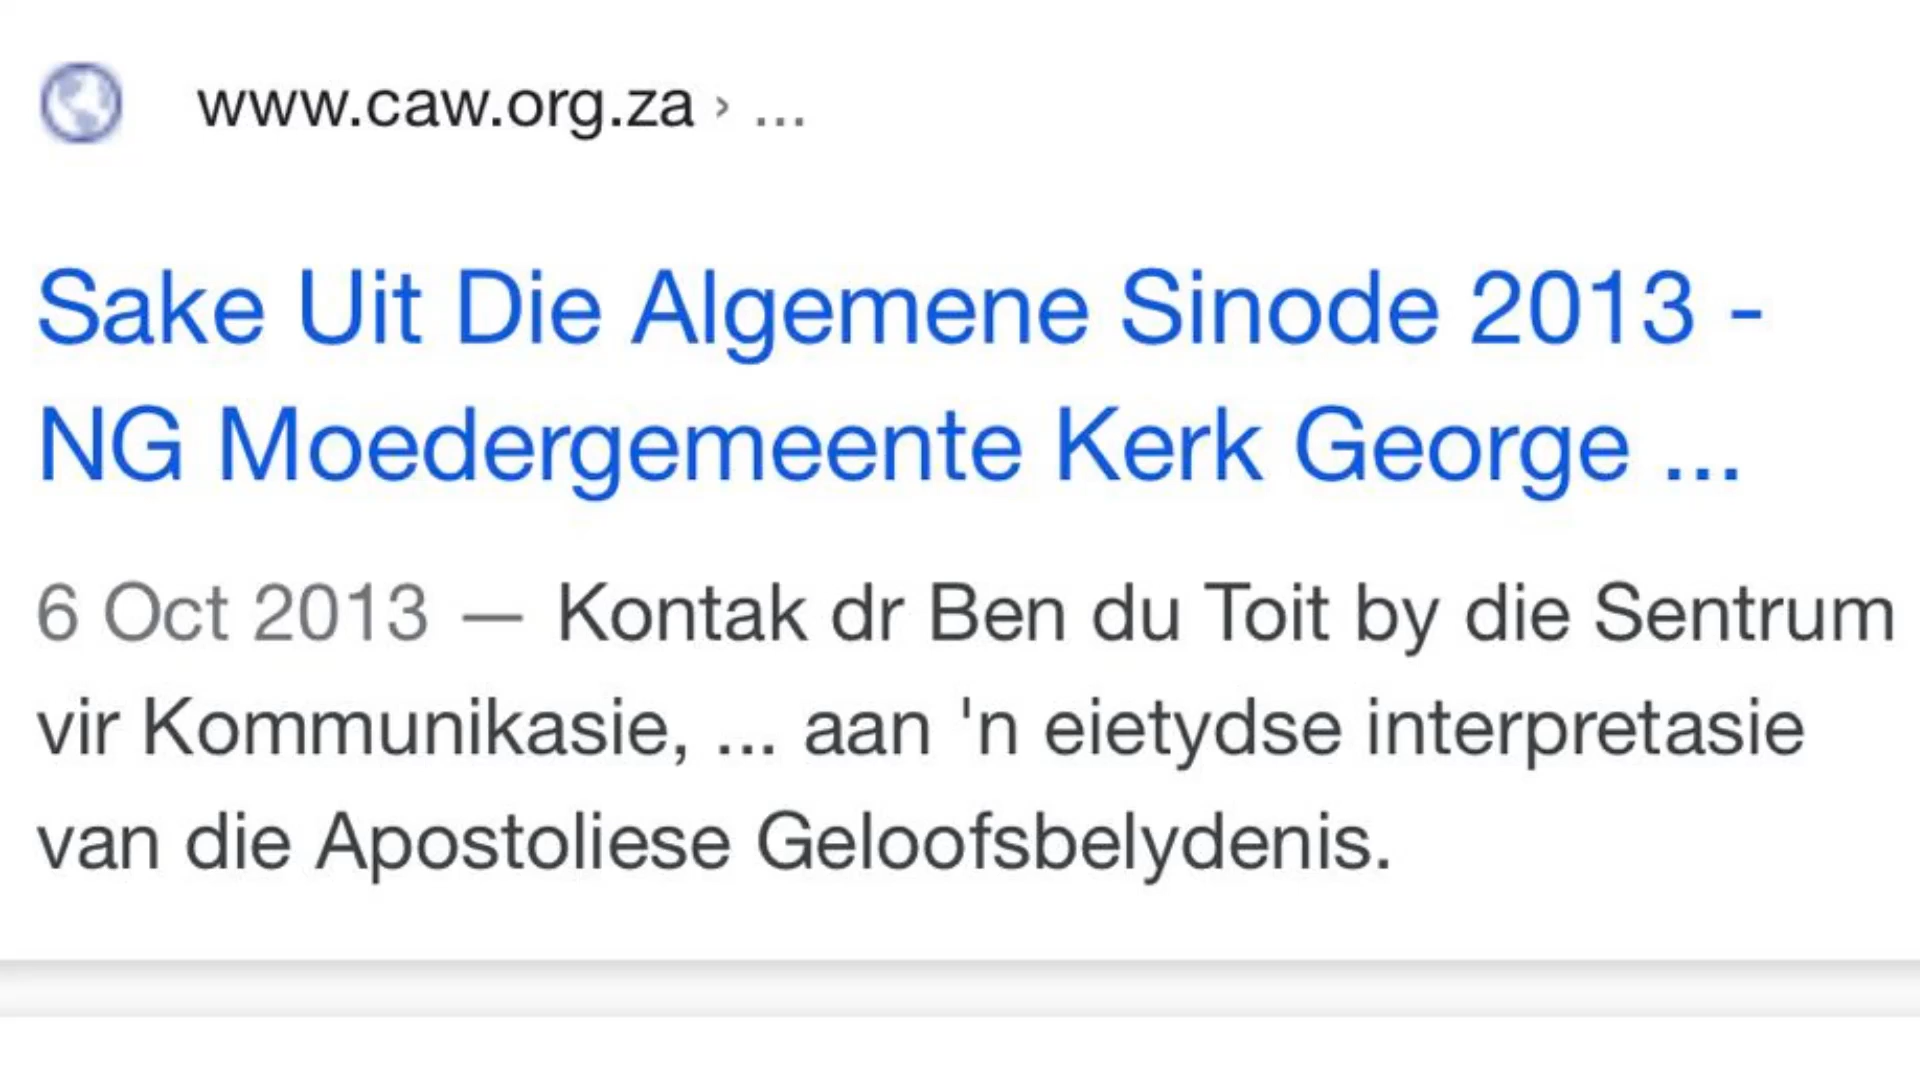 www.caw.org.za › ...
Sake Uit Die Algemene Sinode 2013 -
NG Moedergemeente Kerk George ...
6 Oct 2013 — Kontak dr Ben du Toit by die Sentrum
vir Kommunikasie, ... aan 'n eietydse interpretasie
van die Apostoliese Geloofsbelydenis.